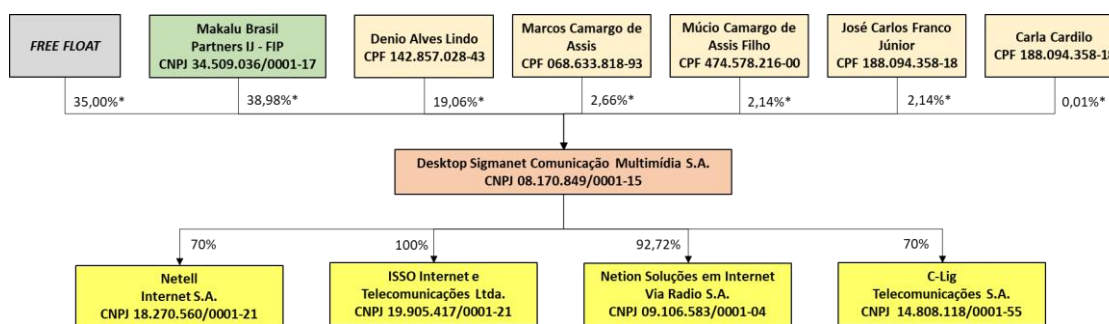 FREE FLOAT
Makalu Brasil
Partners IJ - FIP
CNPJ 34.509.036/0001-17
Denio Alves Lindo
CPF 142.857.028-43
Marcos Camargo de
Assis
CPF 068.633.818-93
Múcio Camargo de
Assis Filho
CPF 474.578.216-00
José Carlos Franco
Júnior
CPF 188.094.358-18
Carla Cardilo
CPF 188.094.358-18
35,00%*
38,98%*
19,06%*
2,66%*
2,14%*
2,14%*
0,01%*
Desktop Sigmanet Comunicação Multimídia S.A.
CNPJ 08.170.849/0001-15
70%
100%
92,72%
70%
Netell
Internet S.A.
CNPJ 18.270.560/0001-21
ISSO Internet e
Telecomunicações Ltda.
CNPJ 19.905.417/0001-21
Netion Soluções em Internet
Via Radio S.A.
CNPJ 09.106.583/0001-04
C-Lig
Telecomunicações S.A.
CNPJ 14.808.118/0001-55